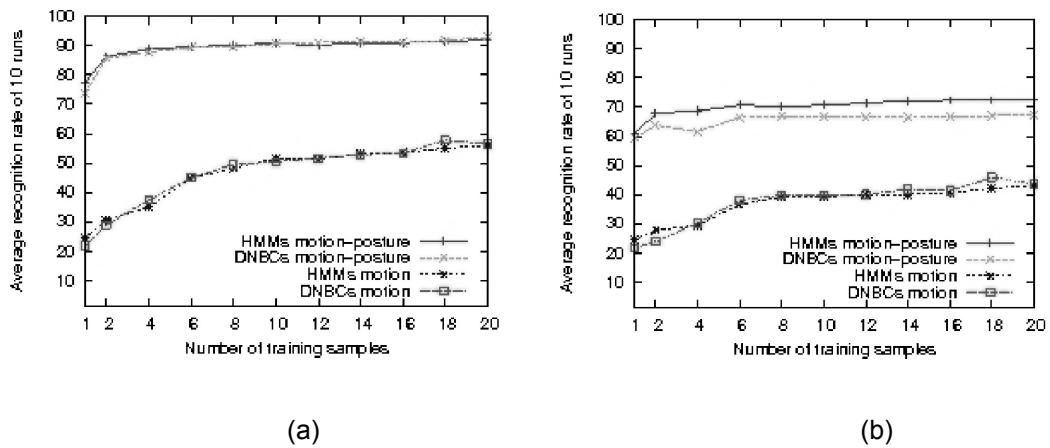 Average recognition rate of 10 runs
100
90
80
70
60
50
40
30
20
10
HMMs motion-posture
DNBCs motion-posture
HMMs motion
DNBCs motion
1 2 4 6 8 10 12 14 16 18 20
Number of training samples
(a)
Average recognition rate of 10 runs
100
90
80
70
60
50
40
30
20
10
HMMs motion-posture
DNBCs motion-posture
HMMs motion
DNBCs motion
1 2 4 6 8 10 12 14 16 18 20
Number of training samples
(b)